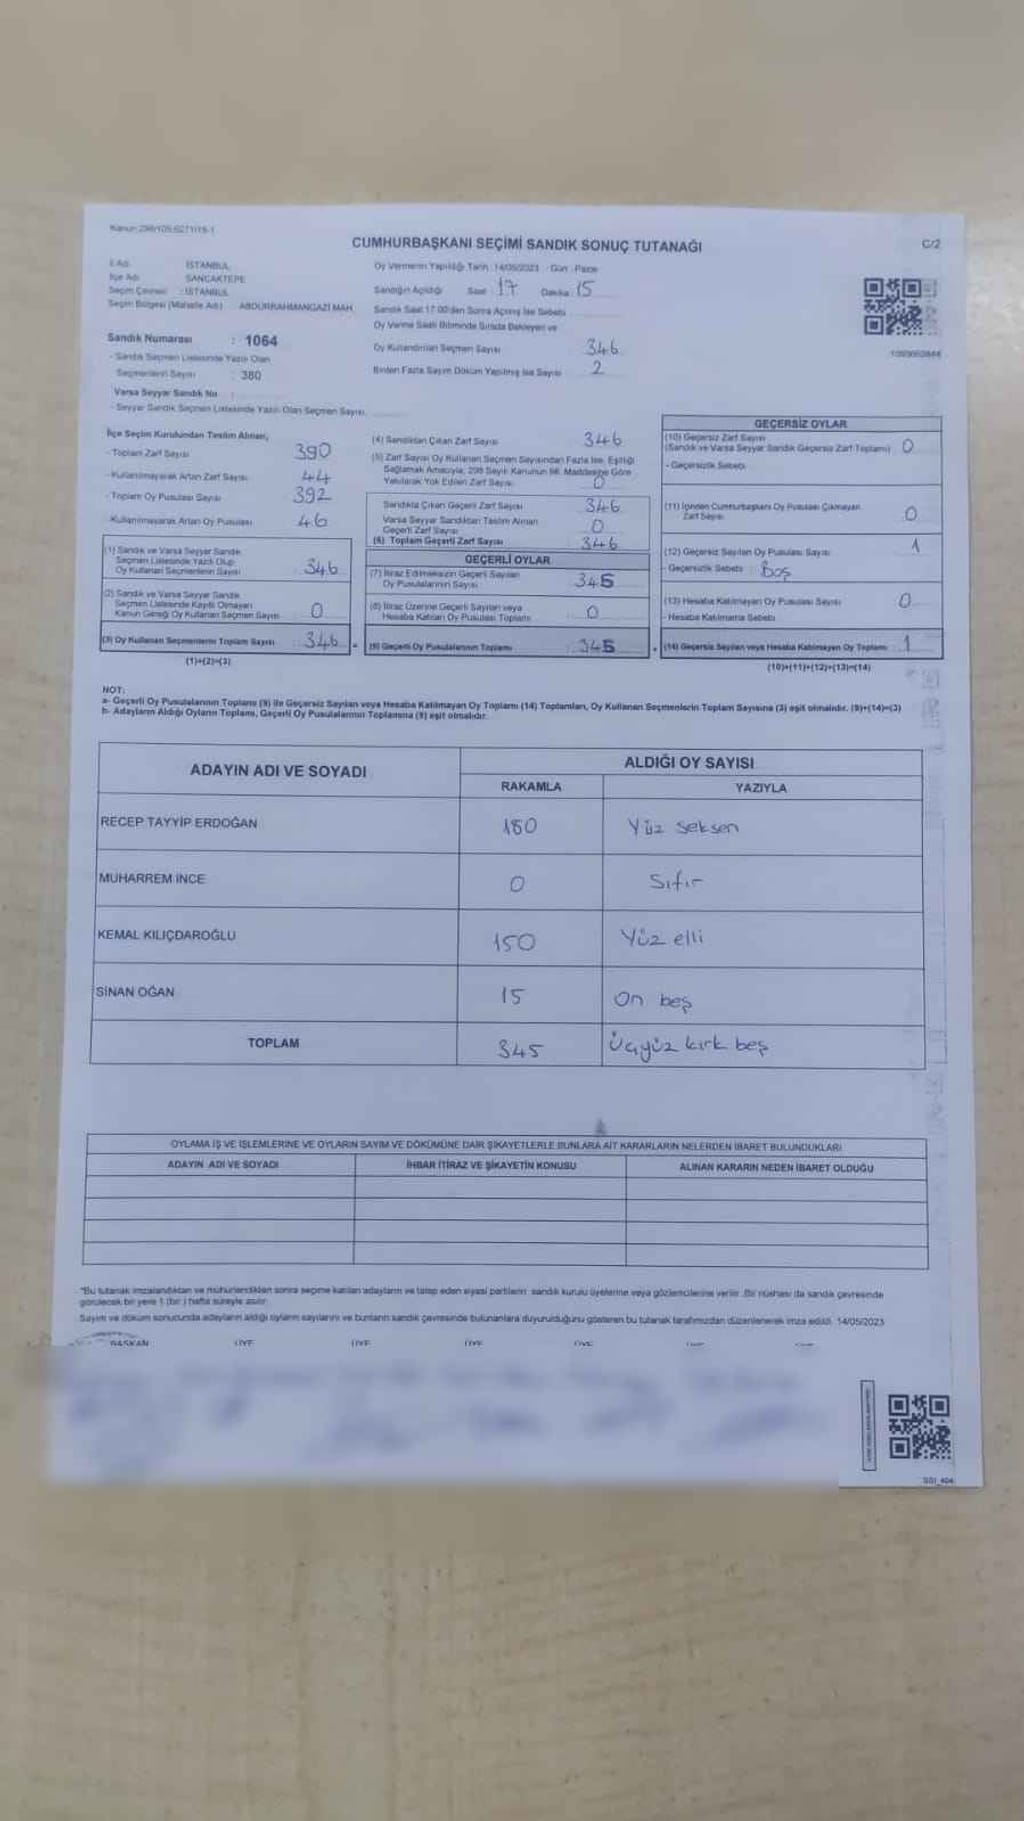 Kanun:298/105,6271/19-1
CUMHURBAŞKANI SEÇİMİ SANDIK SONUÇ TUTANAĞI
C/2
İl Adı : İSTANBUL
İlçe Adı : SANCAKTEPE
Seçim Çevresi : İSTANBUL
Seçim Bölgesi (Mahalle Adı) : ABDURRAHMANGAZİ MAH.
Sandık Numarası : 1064
- Sandık Seçmen Listesinde Yazılı Olan
Seçmenlerin Sayısı : 380
Varsa Seyyar Sandık No :
- Seyyar Sandık Seçmen Listesinde Yazılı Olan Seçmen Sayısı
Oy Vermenin Yapıldığı Tarih : 14/05/2023 Gün : Pazar
Sandığın Açıldığı Saat 17 Dakika 15
Sandık Saat 17.00'den Sonra Açılmış İse Sebebi
Oy Verme Saati Bitiminde Sırada Bekleyen ve
Oy Kullandırılan Seçmen Sayısı 346
Birden Fazla Sayım Döküm Yapılmış İse Sayısı 2
İlçe Seçim Kurulundan Teslim Alınan;
- Toplam Zarf Sayısı 390
- Kullanılmayarak Artan Zarf Sayısı 44
- Toplam Oy Pusulası Sayısı 392
- Kullanılmayarak Artan Oy Pusulası 46
(1) Sandık ve Varsa Seyyar Sandık
Seçmen Listesinde Yazılı Olup
Oy Kullanan Seçmenlerin Sayısı 346
(2) Sandık ve Varsa Seyyar Sandık
Seçmen Listesinde Kayıtlı Olmayan
Kanun Gereği Oy Kullanan Seçmen Sayısı 0
(3) Oy Kullanan Seçmenlerin Toplam Sayısı 346
(1)+(2)=(3)
(4) Sandıktan Çıkan Zarf Sayısı 346
(5) Zarf Sayısı Oy Kullanan Seçmen Sayısından Fazla İse, Eşitliği
Sağlamak Amacıyla, 298 Sayılı Kanunun 98. Maddesine Göre
Yakılarak Yok Edilen Zarf Sayısı 0
Sandıkta Çıkan Geçerli Zarf Sayısı 346
Varsa Seyyar Sandıktan Teslim Alınan
Geçerli Zarf Sayısı 0
(6) Toplam Geçerli Zarf Sayısı 346
GEÇERLİ OYLAR
(7) İtiraz Edilmeksizin Geçerli Sayılan
Oy Pusulalarının Sayısı 345
(8) İtiraz Üzerine Geçerli Sayılan veya
Hesaba Katılan Oy Pusulası Toplamı 0
(9) Geçerli Oy Pusulalarının Toplamı 345
GEÇERSİZ OYLAR
(10) Geçersiz Zarf Sayısı
(Sandık ve Varsa Seyyar Sandık Geçersiz Zarf Toplamı) 0
- Geçersizlik Sebebi
(11) İçinden Cumhurbaşkanı Oy Pusulası Çıkmayan
Zarf Sayısı 0
(12) Geçersiz Sayılan Oy Pusulası Sayısı 1
- Geçersizlik Sebebi Boş
(13) Hesaba Katılmayan Oy Pusulası Sayısı 0
- Hesaba Katılmama Sebebi
(14) Geçersiz Sayılan veya Hesaba Katılmayan Oy Toplamı 1
(10)+(11)+(12)+(13)=(14)
NOT:
a- Geçerli Oy Pusulalarının Toplamı (9) ile Geçersiz Sayılan veya Hesaba Katılmayan Oy Toplamı (14) Toplamları, Oy Kullanan Seçmenlerin Toplam Sayısına (3) eşit olmalıdır. (9)+(14)=(3)
b- Adayların Aldığı Oyların Toplamı, Geçerli Oy Pusulalarının Toplamına (9) eşit olmalıdır.
ADAYIN ADI VE SOYADI
ALDIĞI OY SAYISI
RAKAMLA YAZIYLA
RECEP TAYYİP ERDOĞAN 180 Yüz seksen
MUHARREM İNCE 0 Sıfır
KEMAL KILIÇDAROĞLU 150 Yüz elli
SİNAN OĞAN 15 On beş
TOPLAM 345 Üçyüz kırk beş
OYLAMA İŞ VE İŞLEMLERİNE VE OYLARIN SAYIM VE DÖKÜMÜNE DAİR ŞİKAYETLERLE BUNLARA AİT KARARLARIN NELERDEN İBARET BULUNDUKLARI
ADAYIN ADI VE SOYADI İHBAR İTİRAZ VE ŞİKAYETİN KONUSU ALINAN KARARIN NEDEN İBARET OLDUĞU
*Bu tutanak imzalandıktan ve mühürlendikten sonra seçime katılan adayların ve talep eden siyasi partilerin sandık kurulu üyelerine veya gözlemcilerine verilir. Bir nüshası da sandık çevresinde
görülecek bir yere 1 (bir ) hafta süreyle asılır.
Sayım ve döküm sonucunda adayların aldığı oyların sayılarını ve bunların sandık çevresinde bulunanlara duyurulduğunu gösteren bu tutanak tarafımızdan düzenlenerek imza edildi. 14/05/2023
BAŞKAN ÜYE ÜYE ÜYE ÜYE